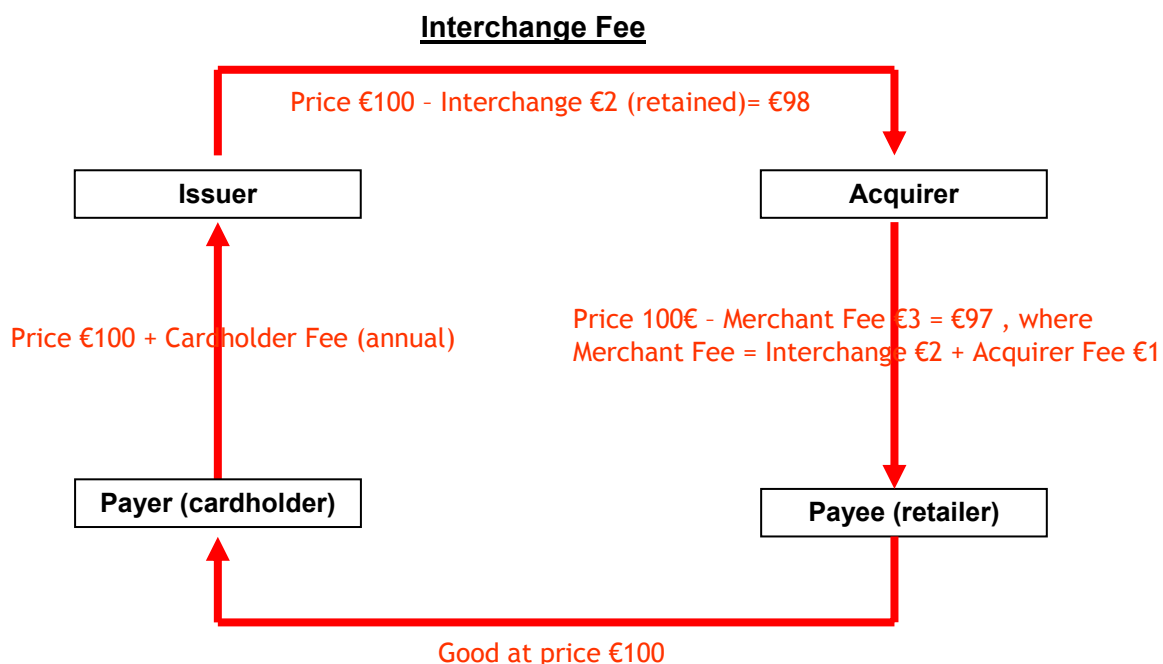 Interchange Fee
Price €100 – Interchange €2 (retained)= €98
Issuer
Acquirer
Price €100 + Cardholder Fee (annual)
Price 100€ – Merchant Fee €3 = €97 , where
Merchant Fee = Interchange €2 + Acquirer Fee €1
Payer (cardholder)
Payee (retailer)
Good at price €100